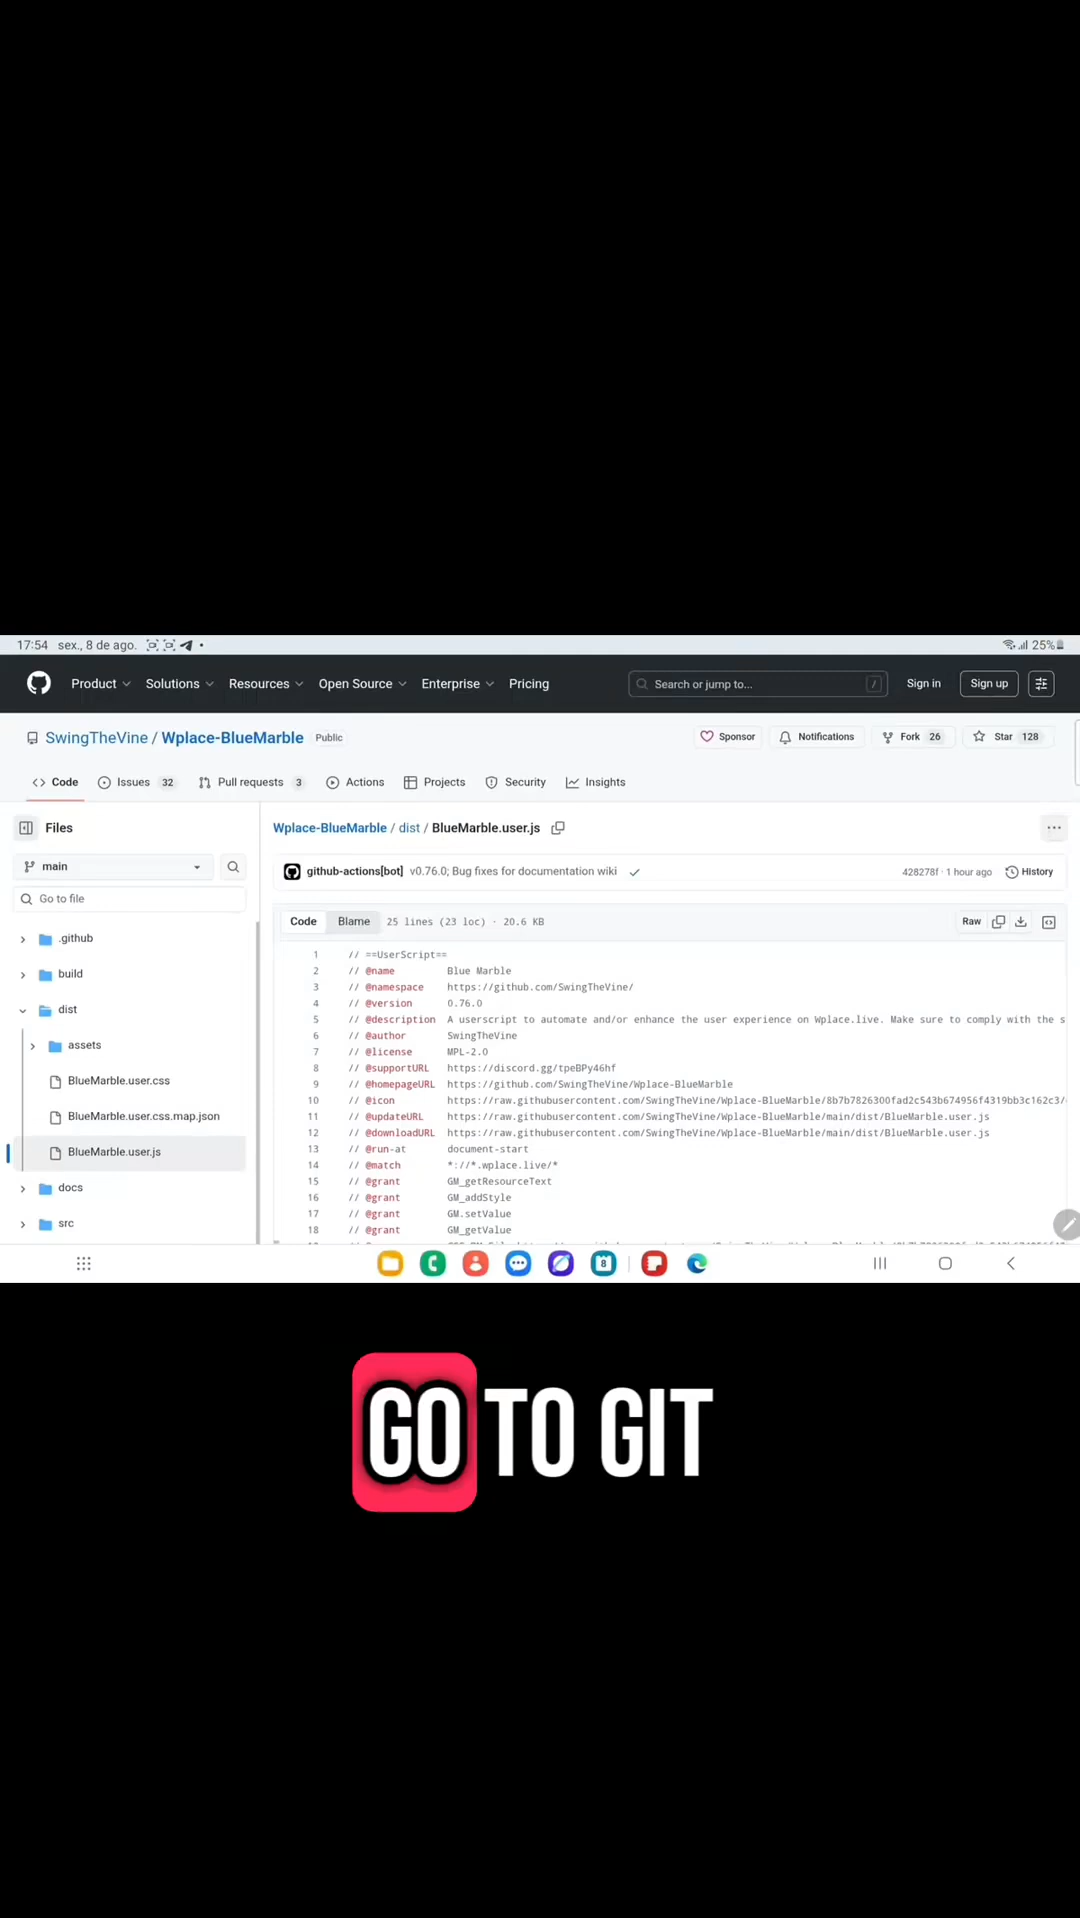 17:54 sex., 8 de ago.
25%
Product Solutions Resources Open Source Enterprise Pricing
Search or jump to... /
Sign in
Sign up
SwingTheVine / Wplace-BlueMarble Public
Sponsor
Notifications
Fork 26
Star 128
Code
Issues 32
Pull requests 3
Actions
Projects
Security
Insights
Files
main
Go to file
.github
build
dist
assets
BlueMarble.user.css
BlueMarble.user.css.map.json
BlueMarble.user.js
docs
src
Wplace-BlueMarble / dist / BlueMarble.user.js
github-actions[bot] v0.76.0; Bug fixes for documentation wiki
428278f · 1 hour ago
History
Code Blame 25 lines (23 loc) · 20.6 KB
Raw
1 // ==UserScript==
2 // @name Blue Marble
3 // @namespace https://github.com/SwingTheVine/
4 // @version 0.76.0
5 // @description A userscript to automate and/or enhance the user experience on Wplace.live. Make sure to comply with the s
6 // @author SwingTheVine
7 // @license MPL-2.0
8 // @supportURL https://discord.gg/tpeBPy46hf
9 // @homepageURL https://github.com/SwingTheVine/Wplace-BlueMarble
10 // @icon https://raw.githubusercontent.com/SwingTheVine/Wplace-BlueMarble/8b7b7826300fad2c543b674956f4319bb3c162c3/
11 // @updateURL https://raw.githubusercontent.com/SwingTheVine/Wplace-BlueMarble/main/dist/BlueMarble.user.js
12 // @downloadURL https://raw.githubusercontent.com/SwingTheVine/Wplace-BlueMarble/main/dist/BlueMarble.user.js
13 // @run-at document-start
14 // @match *://*.wplace.live/*
15 // @grant GM_getResourceText
16 // @grant GM_addStyle
17 // @grant GM.setValue
18 // @grant GM_getValue
8
GO TO GIT